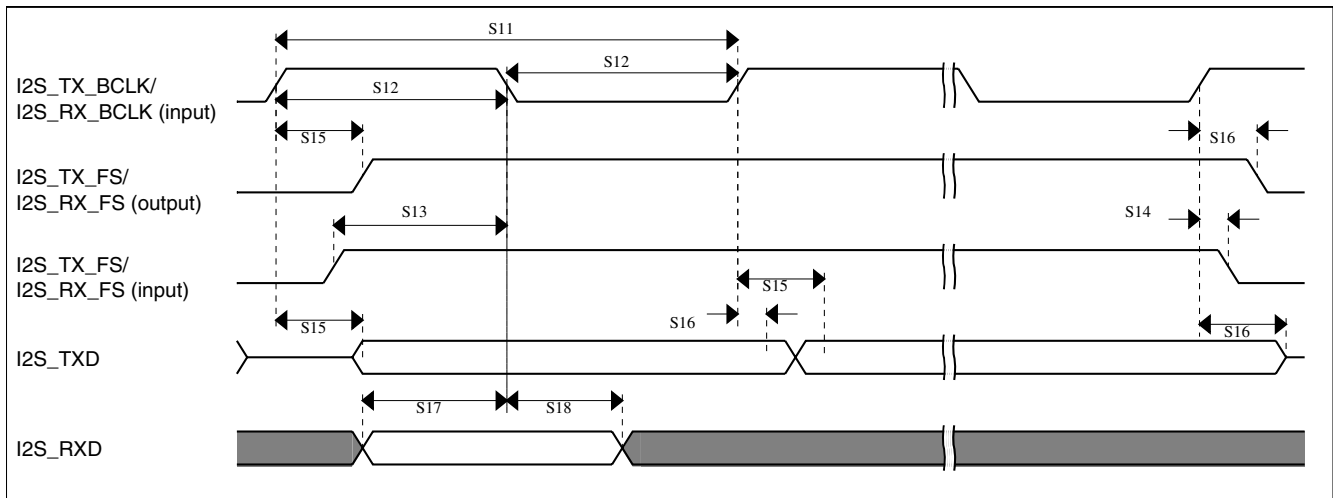 S11
I2S_TX_BCLK/
I2S_RX_BCLK (input)
S12
S12
S15
S16
I2S_TX_FS/
I2S_RX_FS (output)
S13
S14
I2S_TX_FS/
I2S_RX_FS (input)
S15
S16
S15
S16
I2S_TXD
S17
S18
I2S_RXD